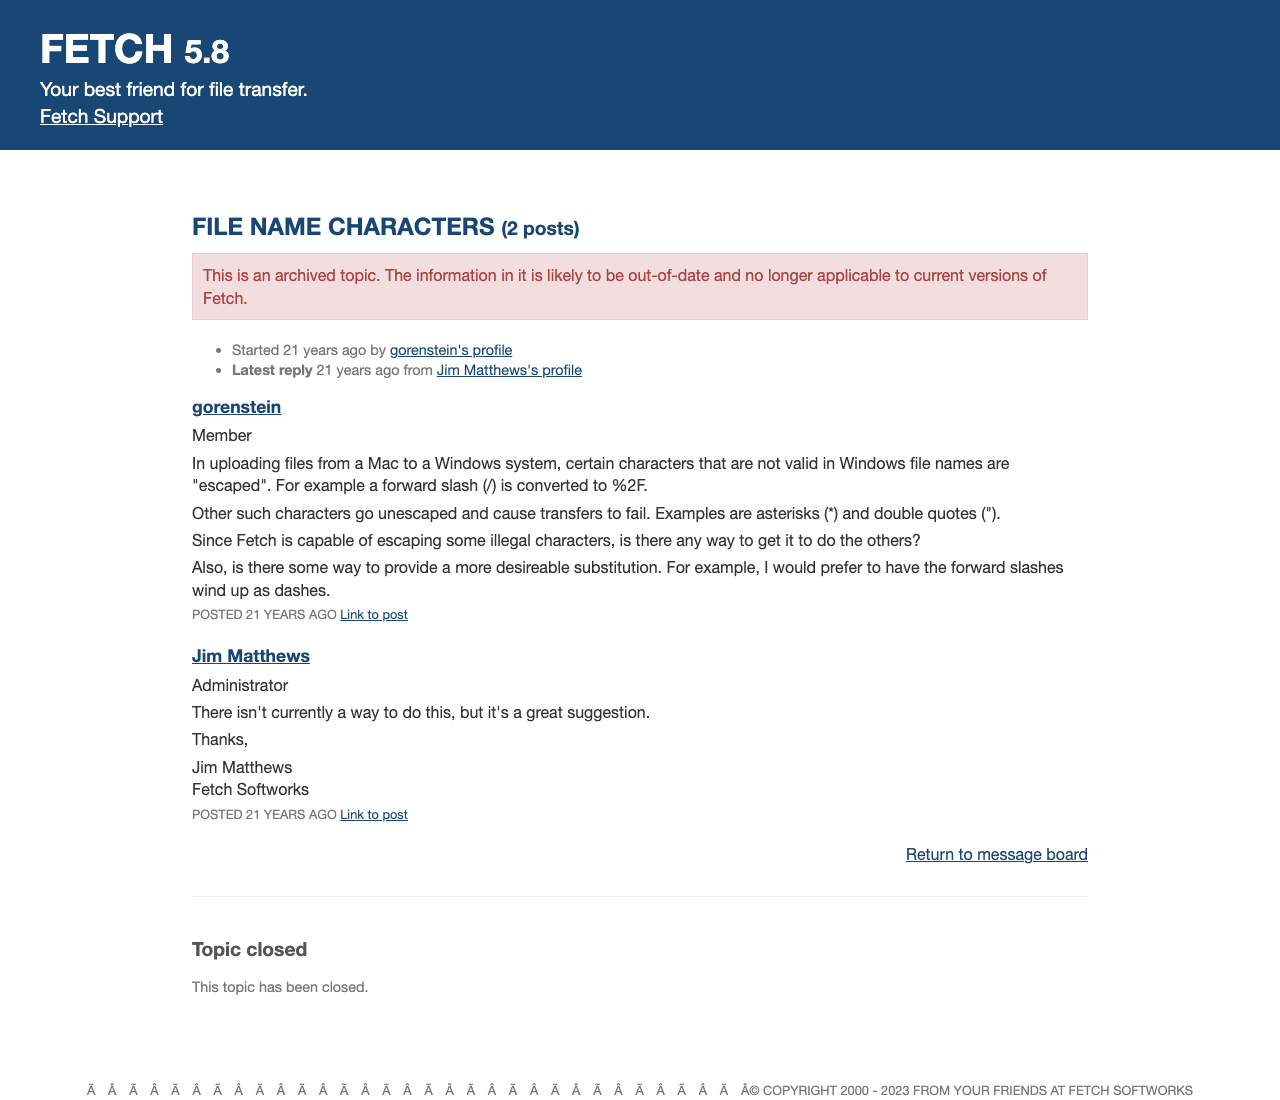 FETCH 5.8
Your best friend for file transfer.
Fetch Support
FILE NAME CHARACTERS (2 posts)
This is an archived topic. The information in it is likely to be out-of-date and no longer applicable to current versions of
Fetch.
• Started 21 years ago by gorenstein's profile
• Latest reply 21 years ago from Jim Matthews's profile
gorenstein
Member
In uploading files from a Mac to a Windows system, certain characters that are not valid in Windows file names are
"escaped". For example a forward slash (/) is converted to %2F.
Other such characters go unescaped and cause transfers to fail. Examples are asterisks (*) and double quotes (").
Since Fetch is capable of escaping some illegal characters, is there any way to get it to do the others?
Also, is there some way to provide a more desireable substitution. For example, I would prefer to have the forward slashes
wind up as dashes.
POSTED 21 YEARS AGO Link to post
Jim Matthews
Administrator
There isn't currently a way to do this, but it's a great suggestion.
Thanks,
Jim Matthews
Fetch Softworks
POSTED 21 YEARS AGO Link to post
Return to message board
Topic closed
This topic has been closed.
Ã Â Ã Â Ã Â Ã Â Ã Â Ã Â Ã Â Ã Â Ã Â Ã Â Ã Â Ã Â Ã Â Ã Â Ã Â Ã Â© COPYRIGHT 2000 - 2023 FROM YOUR FRIENDS AT FETCH SOFTWORKS